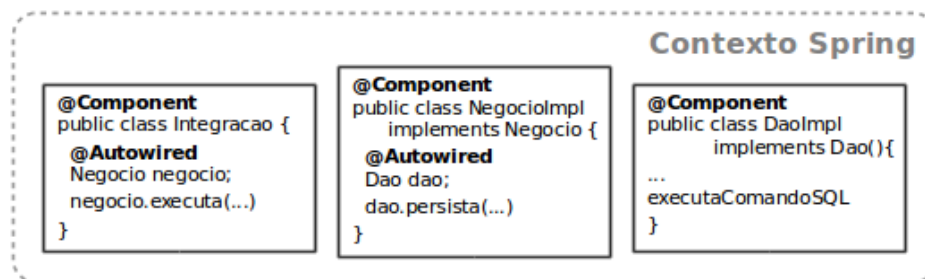 Contexto Spring
@Component
public class Integracao {
@Autowired
Negocio negocio;
negocio.executa(...)
}
@Component
public class NegocioImpl
implements Negocio {
@Autowired
Dao dao;
dao.persista(...)
}
@Component
public class DaoImpl
implements Dao(){
...
executaComandoSQL
}